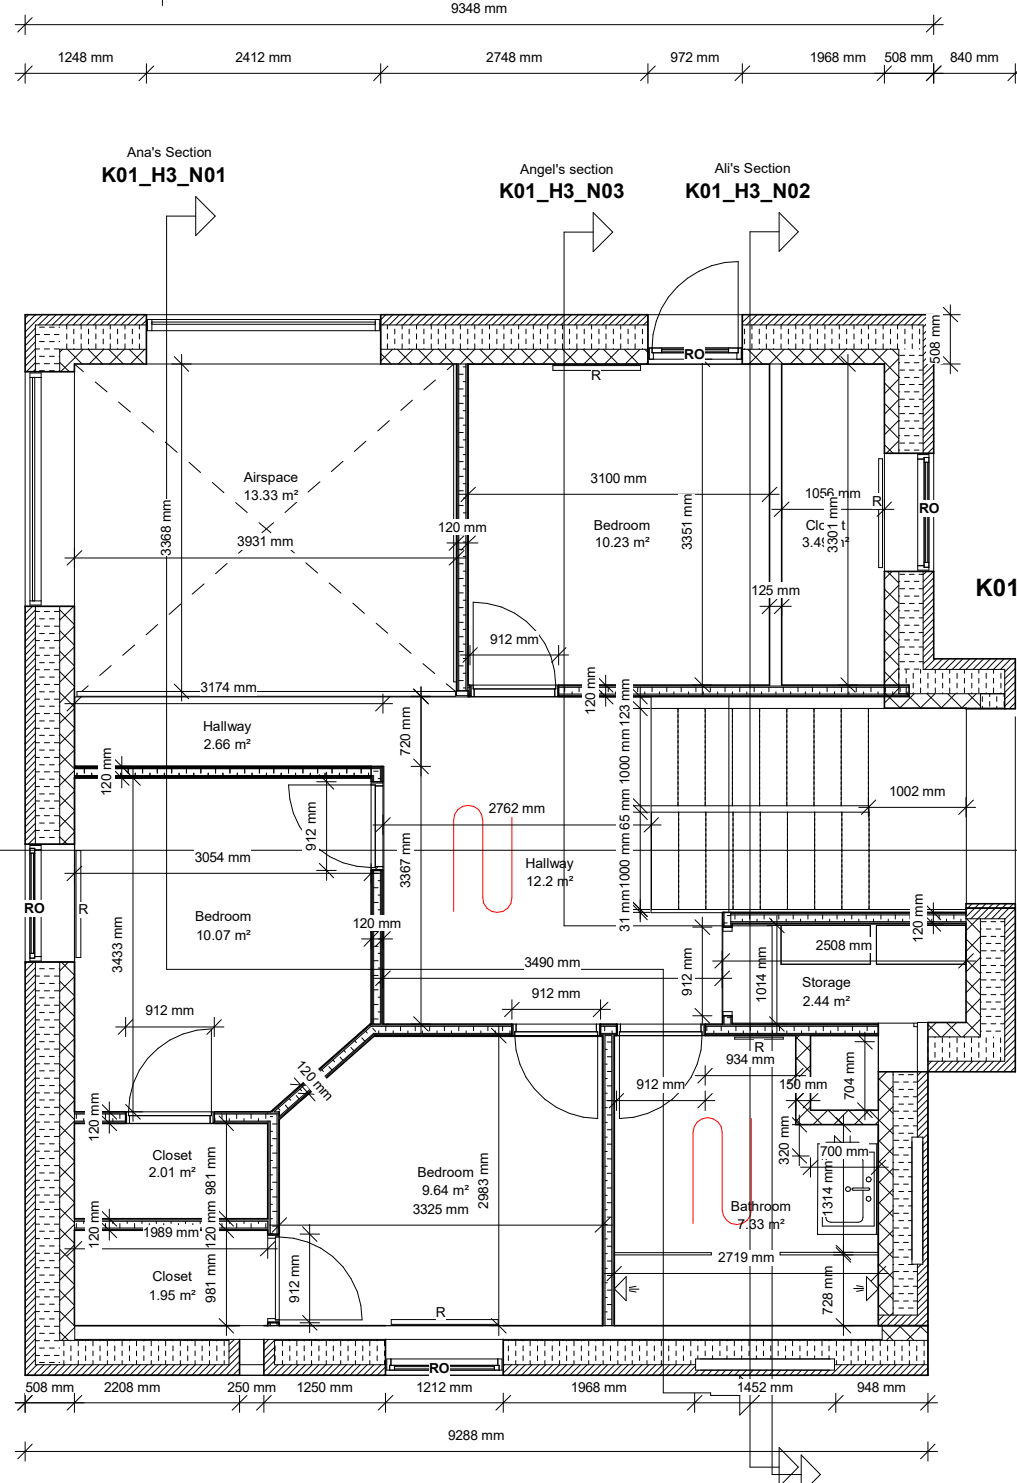 9348 mm
1248 mm
2412 mm
2748 mm
972 mm
1968 mm
508 mm
840 mm
Ana's Section
K01_H3_N01
Angel's section
K01_H3_N03
Ali's Section
K01_H3_N02
508 mm
RO
R
Airspace
13.33 m²
3368 mm
3931 mm
120 mm
3100 mm
Bedroom
10.23 m²
3351 mm
1056 mm
3.49 m²
3301 mm
R
RO
125 mm
K01
912 mm
3174 mm
120 mm
123 mm
Hallway
2.66 m²
720 mm
1000 mm
120 mm
912 mm
2762 mm
65 mm
1002 mm
3054 mm
3367 mm
Hallway
12.2 m²
1000 mm
RO
R
Bedroom
10.07 m²
120 mm
31 mm
120 mm
3433 mm
3490 mm
912 mm
1014 mm
2508 mm
Storage
2.44 m²
912 mm
912 mm
R
934 mm
120 mm
912 mm
150 mm
704 mm
120 mm
320 mm
700 mm
Closet
2.01 m²
981 mm
Bedroom
9.64 m²
3325 mm
2983 mm
1314 mm
Bathroom
7.33 m²
120 mm
1989 mm
120 mm
2719 mm
Closet
1.95 m²
981 mm
912 mm
728 mm
R
RO
508 mm
2208 mm
250 mm
1250 mm
1212 mm
1968 mm
1452 mm
948 mm
9288 mm